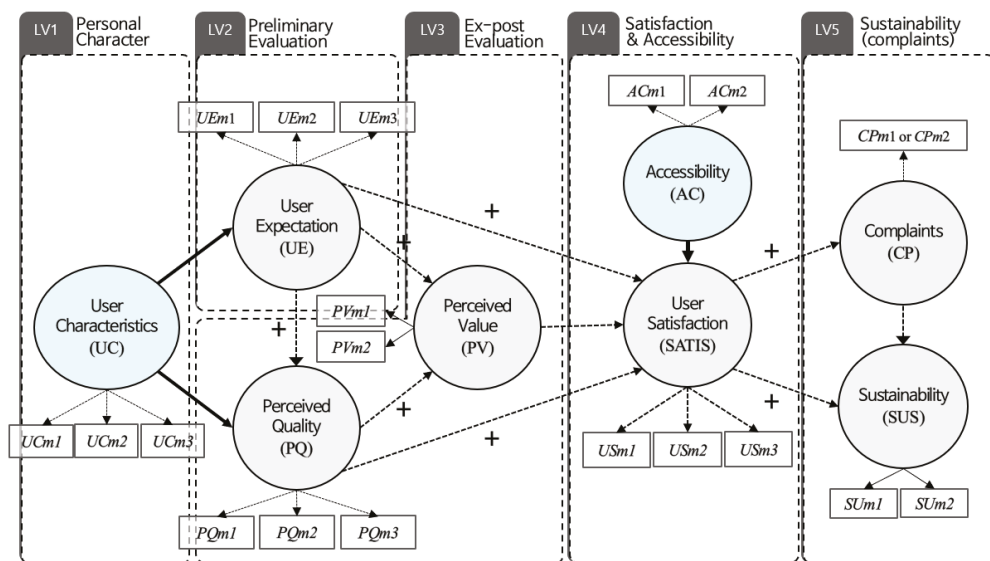 LV1 Personal
Character
LV2 Preliminary
Evaluation
LV3 Ex-post
Evaluation
LV4 Satisfaction
& Accessibility
LV5 Sustainability
(complaints)
UEm1
UEm2
UEm3
ACm1
ACm2
CPm1 or CPm2
User
Expectation
(UE)
Accessibility
(AC)
Complaints
(CP)
+
+
+
User
Characteristics
(UC)
PVm1
PVm2
+
Perceived
Value
(PV)
User
Satisfaction
(SATIS)
Perceived
Quality
(PQ)
+
+
+
Sustainability
(SUS)
UCm1
UCm2
UCm3
USm1
USm2
USm3
PQm1
PQm2
PQm3
SUm1
SUm2